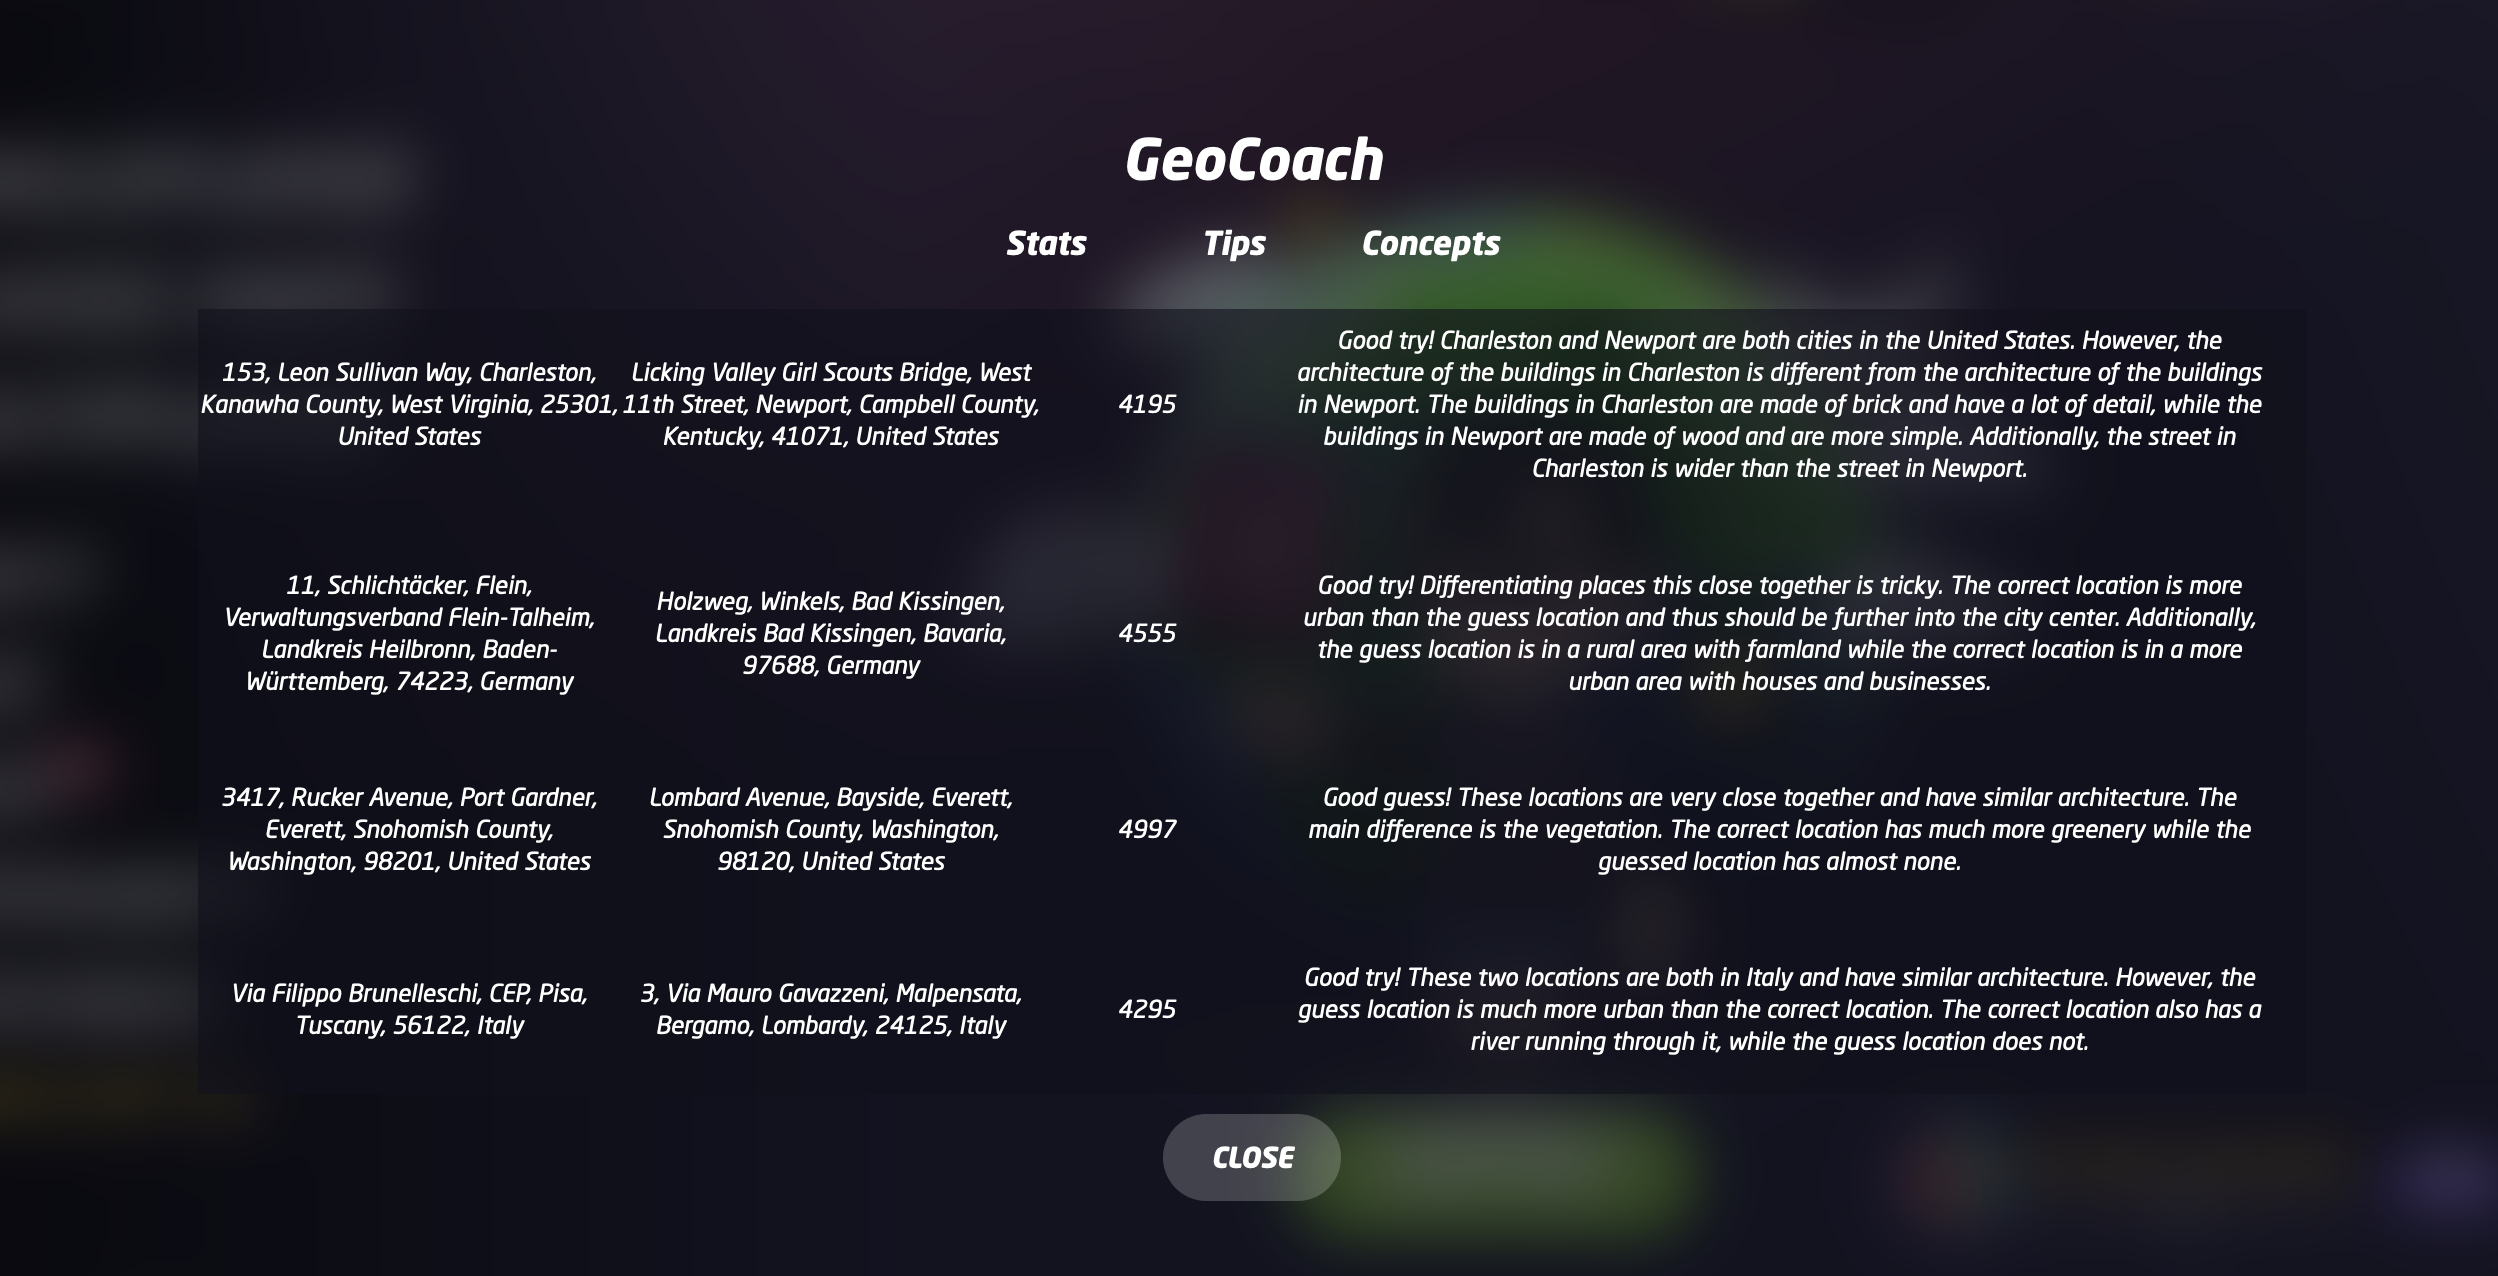 GeoCoach
Stats Tips Concepts
153, Leon Sullivan Way, Charleston,
Kanawha County, West Virginia, 25301,
United States
Licking Valley Girl Scouts Bridge, West
11th Street, Newport, Campbell County,
Kentucky, 41071, United States
4195
Good try! Charleston and Newport are both cities in the United States. However, the
architecture of the buildings in Charleston is different from the architecture of the buildings
in Newport. The buildings in Charleston are made of brick and have a lot of detail, while the
buildings in Newport are made of wood and are more simple. Additionally, the street in
Charleston is wider than the street in Newport.
11, Schlichtäcker, Flein,
Verwaltungsverband Flein-Talheim,
Landkreis Heilbronn, Baden-
Württemberg, 74223, Germany
Holzweg, Winkels, Bad Kissingen,
Landkreis Bad Kissingen, Bavaria,
97688, Germany
4555
Good try! Differentiating places this close together is tricky. The correct location is more
urban than the guess location and thus should be further into the city center. Additionally,
the guess location is in a rural area with farmland while the correct location is in a more
urban area with houses and businesses.
3417, Rucker Avenue, Port Gardner,
Everett, Snohomish County,
Washington, 98201, United States
Lombard Avenue, Bayside, Everett,
Snohomish County, Washington,
98120, United States
4997
Good guess! These locations are very close together and have similar architecture. The
main difference is the vegetation. The correct location has much more greenery while the
guessed location has almost none.
Via Filippo Brunelleschi, CEP, Pisa,
Tuscany, 56122, Italy
3, Via Mauro Gavazzeni, Malpensata,
Bergamo, Lombardy, 24125, Italy
4295
Good try! These two locations are both in Italy and have similar architecture. However, the
guess location is much more urban than the correct location. The correct location also has a
river running through it, while the guess location does not.
CLOSE